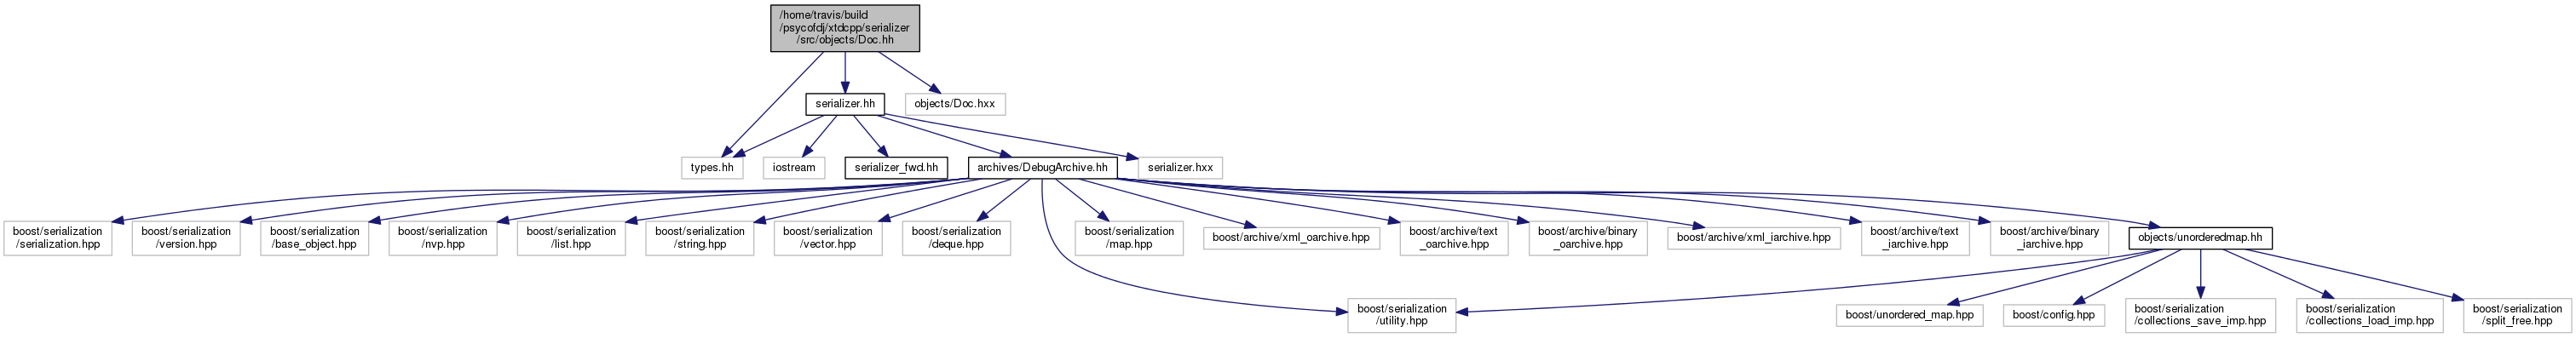 /home/travis/build
/psycofdj/xtdcpp/serializer
/src/objects/Doc.hh
serializer.hh
objects/Doc.hxx
types.hh
iostream
serializer_fwd.hh
archives/DebugArchive.hh
serializer.hxx
boost/serialization
/serialization.hpp
boost/serialization
/version.hpp
boost/serialization
/base_object.hpp
boost/serialization
/nvp.hpp
boost/serialization
/list.hpp
boost/serialization
/string.hpp
boost/serialization
/vector.hpp
boost/serialization
/deque.hpp
boost/serialization
/map.hpp
boost/archive/xml_oarchive.hpp
boost/archive/text
_oarchive.hpp
boost/archive/binary
_oarchive.hpp
boost/archive/xml_iarchive.hpp
boost/archive/text
_iarchive.hpp
boost/archive/binary
_iarchive.hpp
objects/unorderedmap.hh
boost/serialization
/utility.hpp
boost/unordered_map.hpp
boost/config.hpp
boost/serialization
/collections_save_imp.hpp
boost/serialization
/collections_load_imp.hpp
boost/serialization
/split_free.hpp